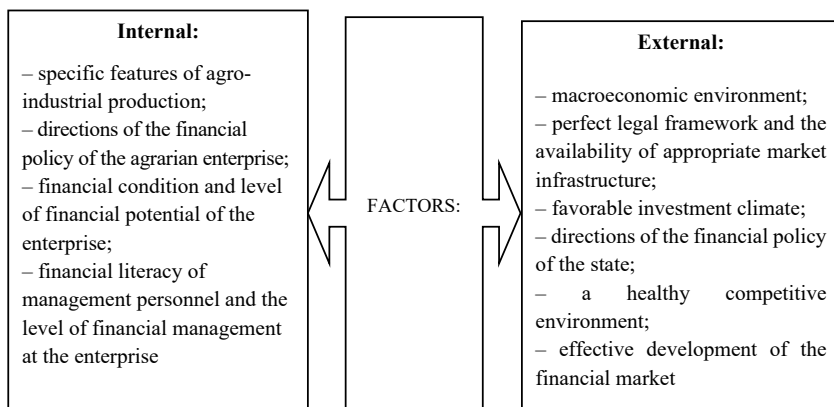 Internal:
– specific features of agro-
industrial production;
– directions of the financial
policy of the agrarian enterprise;
– financial condition and level
of financial potential of the
enterprise;
– financial literacy of
management personnel and the
level of financial management
at the enterprise
FACTORS:
External:
– macroeconomic environment;
– perfect legal framework and the
availability of appropriate market
infrastructure;
– favorable investment climate;
– directions of the financial policy
of the state;
– a healthy competitive
environment;
– effective development of the
financial market